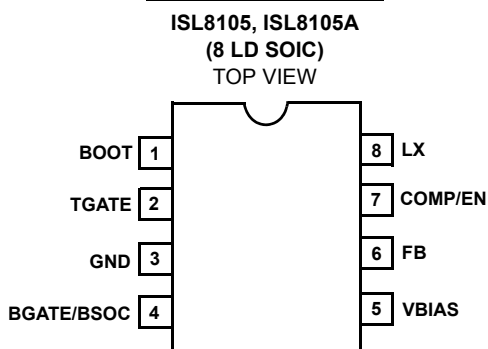 ISL8105, ISL8105A
(8 LD SOIC)
TOP VIEW
BOOT 1
8 LX
TGATE 2
7 COMP/EN
GND 3
6 FB
BGATE/BSOC 4
5 VBIAS